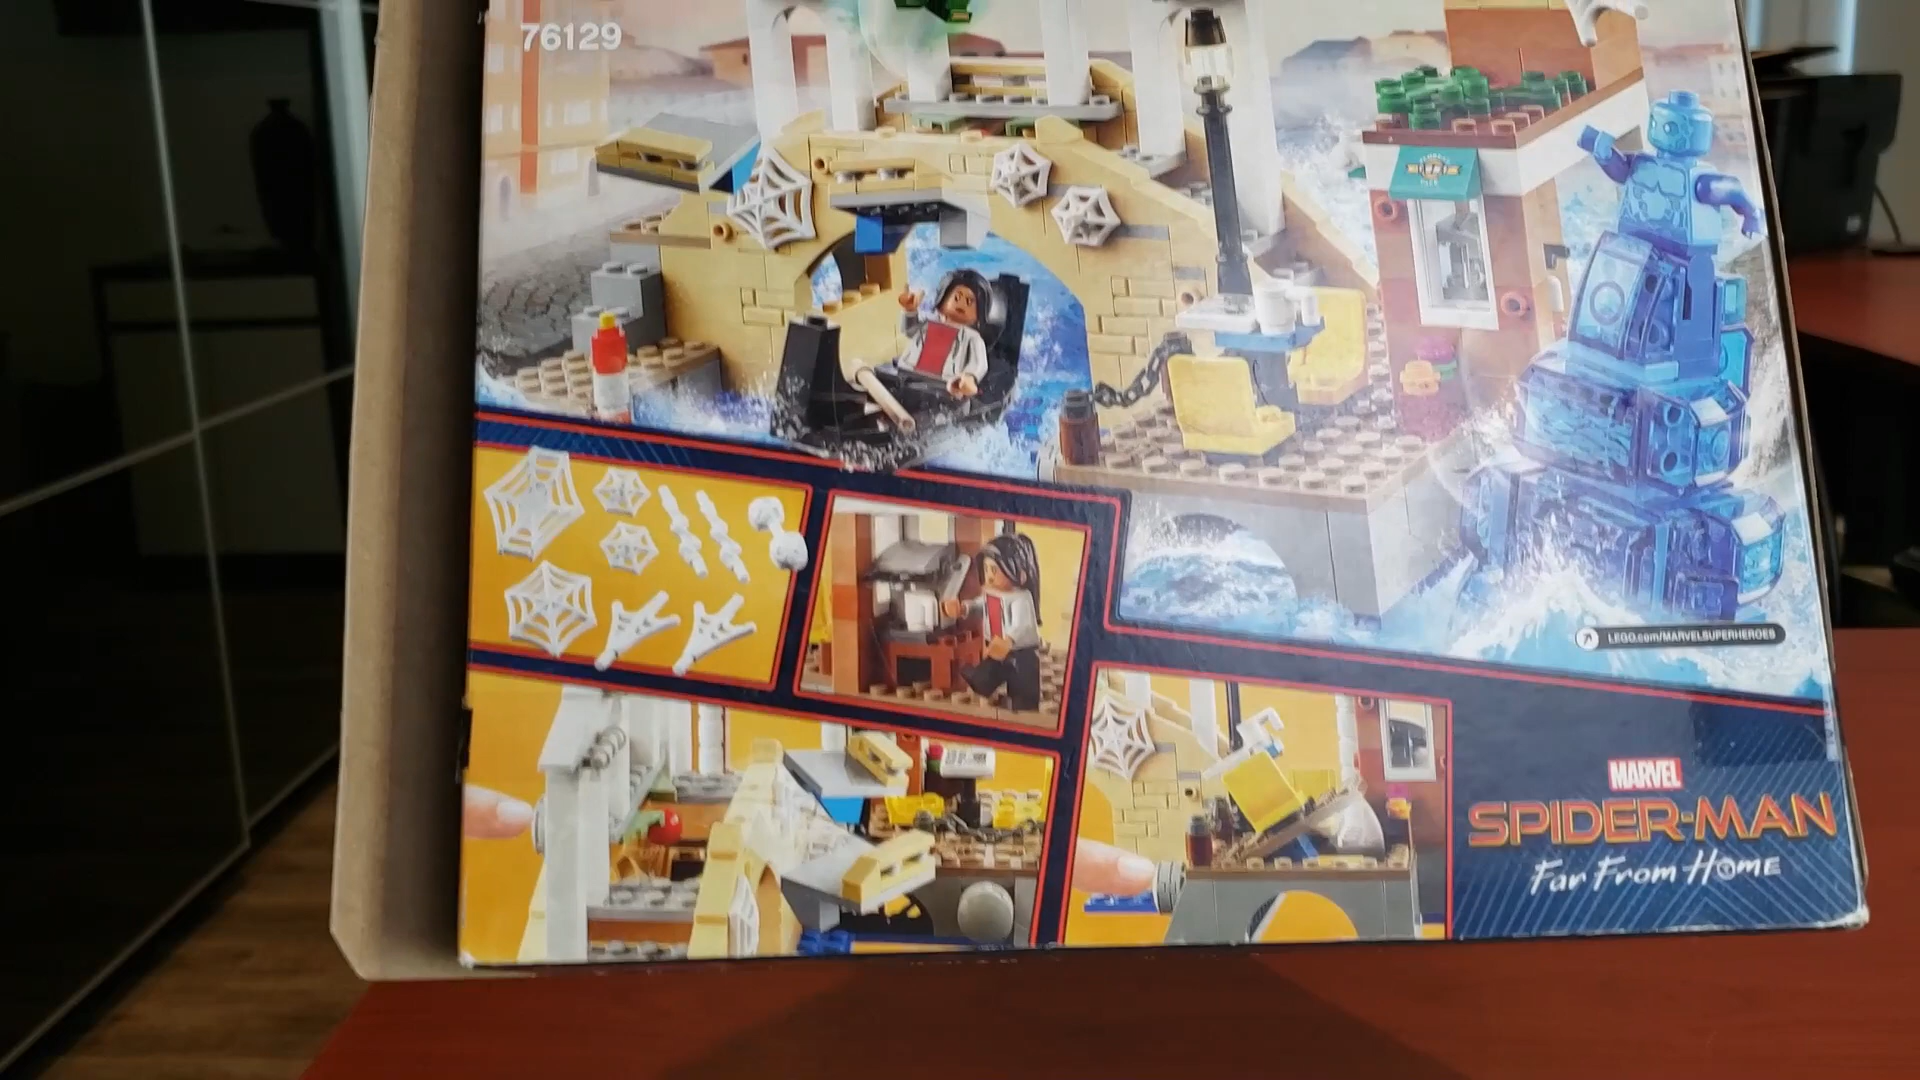 76129
LEGO.com/MARVELSUPERHEROES
MARVEL
SPIDER-MAN
Far From Home